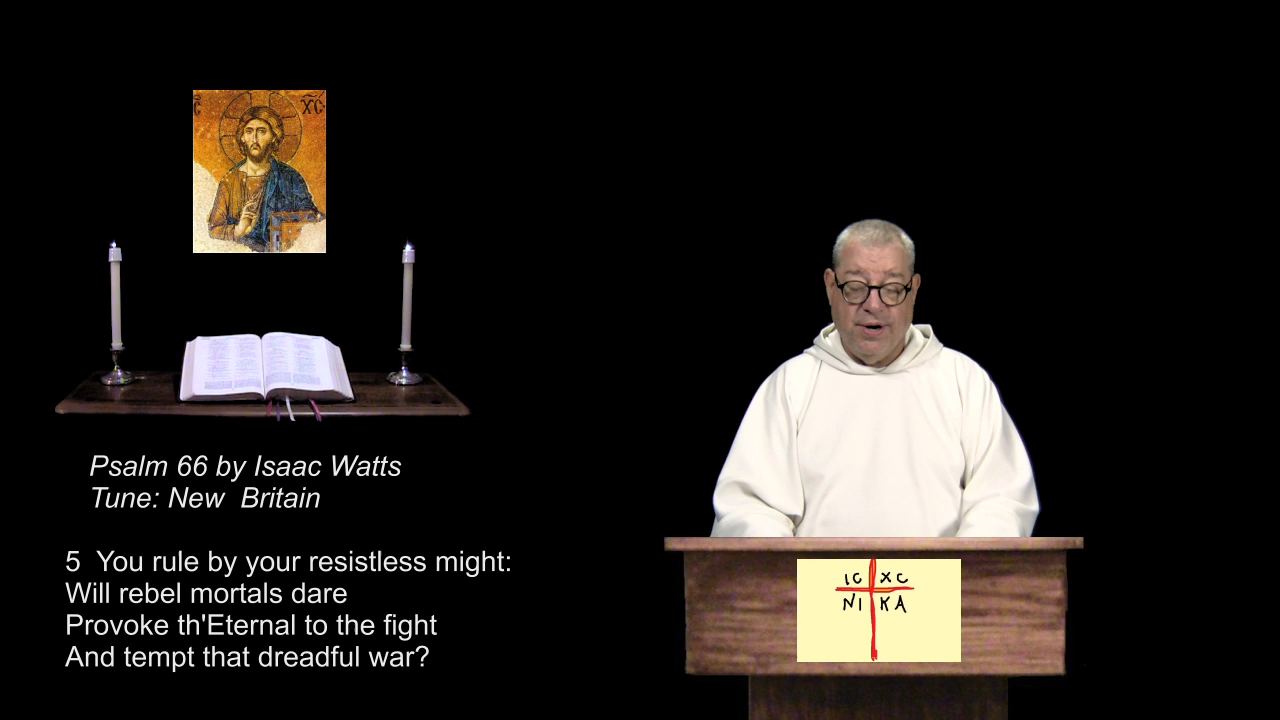 C XC
Psalm 66 by Isaac Watts
Tune: New Britain
5 You rule by your resistless might:
Will rebel mortals dare
Provoke th'Eternal to the fight
And tempt that dreadful war?
IC XC
NI KA